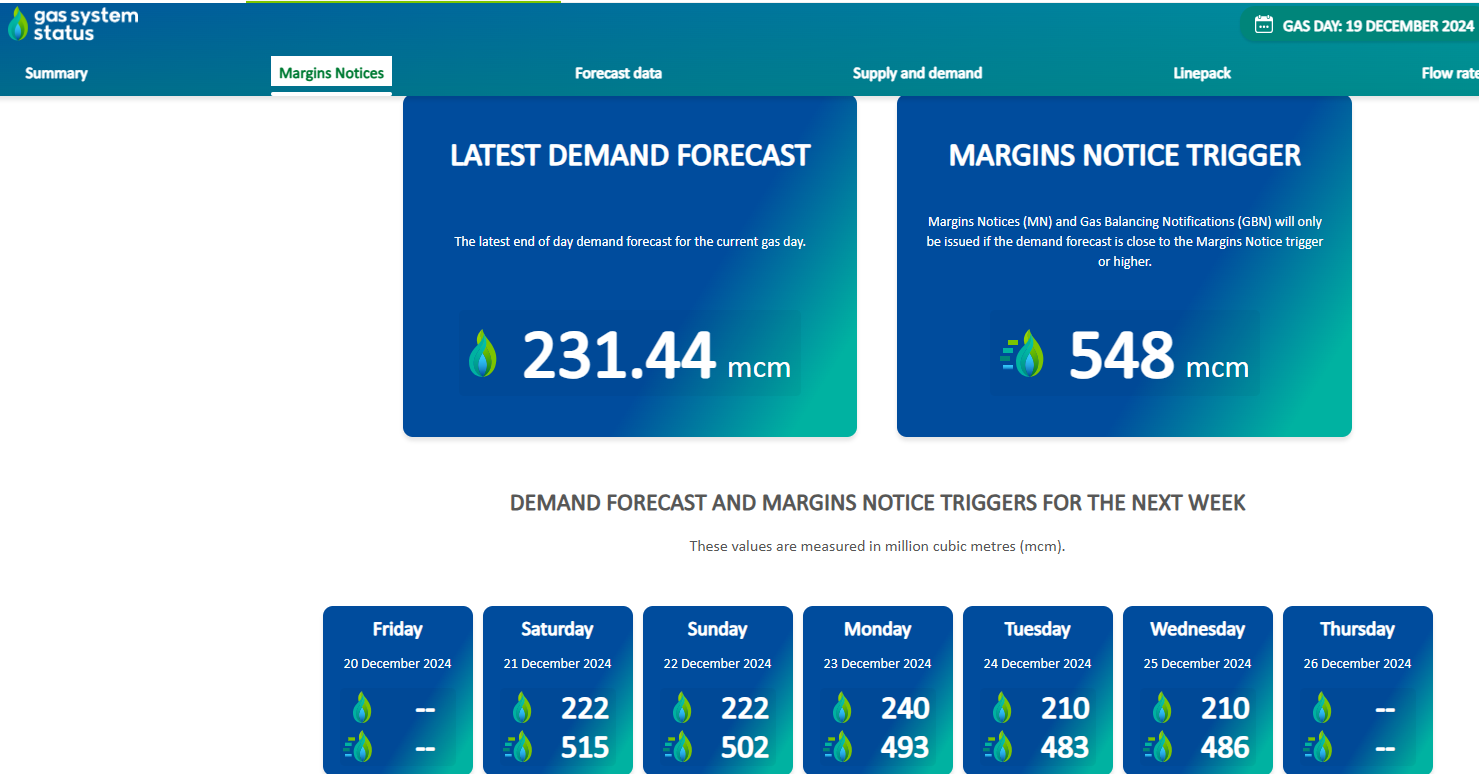 gas system
status
GAS DAY: 19 DECEMBER 2024
Summary
Margins Notices
Forecast data
Supply and demand
Linepack
Flow rate
LATEST DEMAND FORECAST
The latest end of day demand forecast for the current gas day.
231.44 mcm
MARGINS NOTICE TRIGGER
Margins Notices (MN) and Gas Balancing Notifications (GBN) will only
be issued if the demand forecast is close to the Margins Notice trigger
or higher.
548 mcm
DEMAND FORECAST AND MARGINS NOTICE TRIGGERS FOR THE NEXT WEEK
These values are measured in million cubic metres (mcm).
Friday
20 December 2024
--
--
Saturday
21 December 2024
222
515
Sunday
22 December 2024
222
502
Monday
23 December 2024
240
493
Tuesday
24 December 2024
210
483
Wednesday
25 December 2024
210
486
Thursday
26 December 2024
--
--